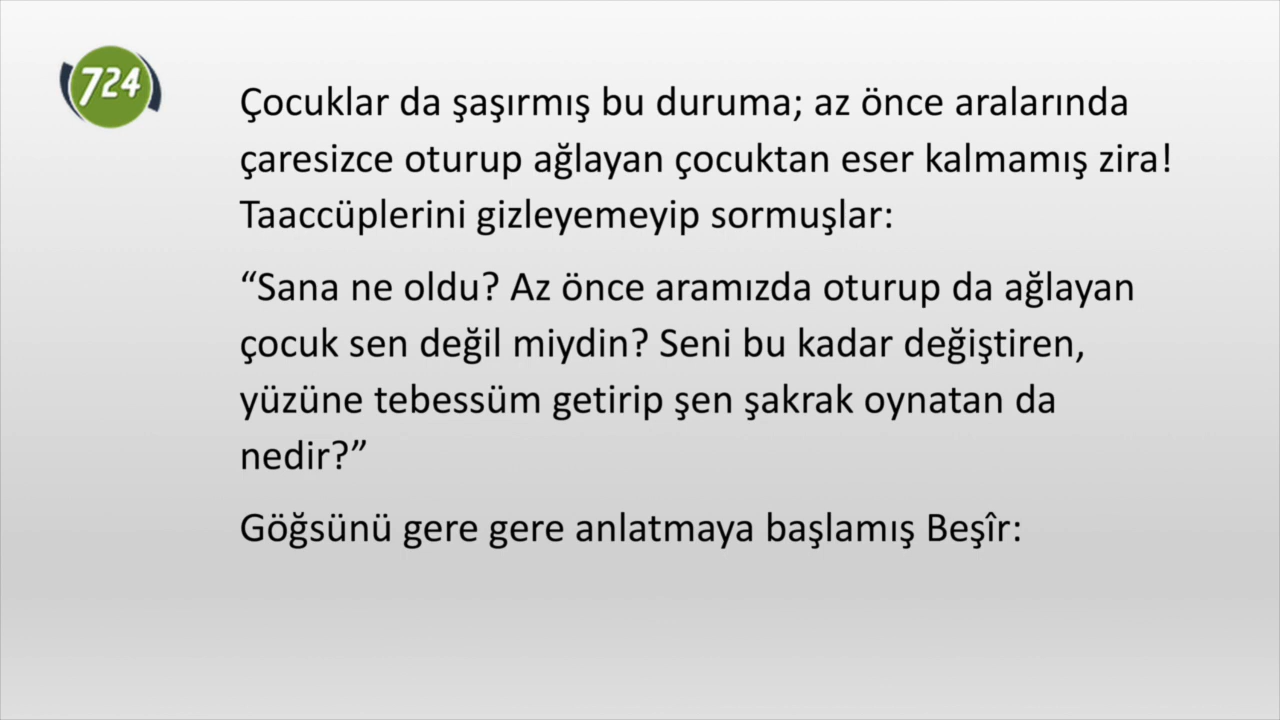 724
Çocuklar da şaşırmış bu duruma; az önce aralarında
çaresizce oturup ağlayan çocuktan eser kalmamış zira!
Taaccüplerini gizleyemeyip sormuşlar:
“Sana ne oldu? Az önce aramızda oturup da ağlayan
çocuk sen değil miydin? Seni bu kadar değiştiren,
yüzüne tebessüm getirip şen şakrak oynatan da
nedir?”
Göğsünü gere gere anlatmaya başlamış Beşîr: